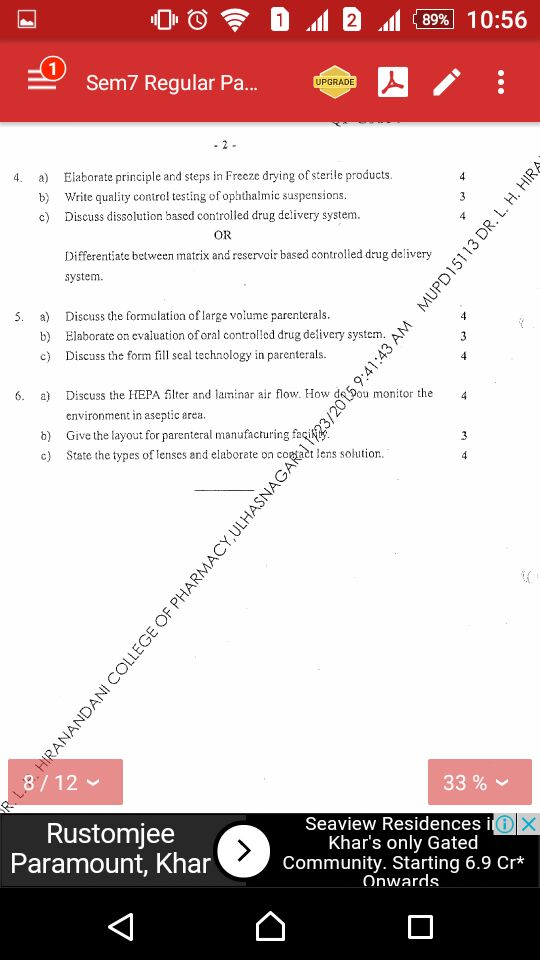 1
2
89%
10:56
1
Sem7 Regular Pa...
UPGRADE
- 2 -
4. a) Elaborate principle and steps in Freeze drying of sterile products. 4
b) Write quality control testing of ophthalmic suspensions. 3
c) Discuss dissolution based controlled drug delivery system. 4
OR
Differentiate between matrix and reservoir based controlled drug delivery
system.
5. a) Discuss the formulation of large volume parenterals. 4
b) Elaborate on evaluation of oral controlled drug delivery system. 3
c) Discuss the form fill seal technology in parenterals. 4
6. a) Discuss the HEPA filter and laminar air flow. How do you monitor the 4
environment in aseptic area.
b) Give the layout for parenteral manufacturing facility. 3
c) State the types of lenses and elaborate on contact lens solution. 4
DR. L. H. HIRANANDANI COLLEGE OF PHARMACY,ULHASNAGAR 11/23/2015 9:41:43 AM MUPD15113 DR. L. H. HIRA
8 / 12
33 %
Rustomjee
Paramount, Khar
Seaview Residences in
Khar's only Gated
Community. Starting 6.9 Cr*
Onwards